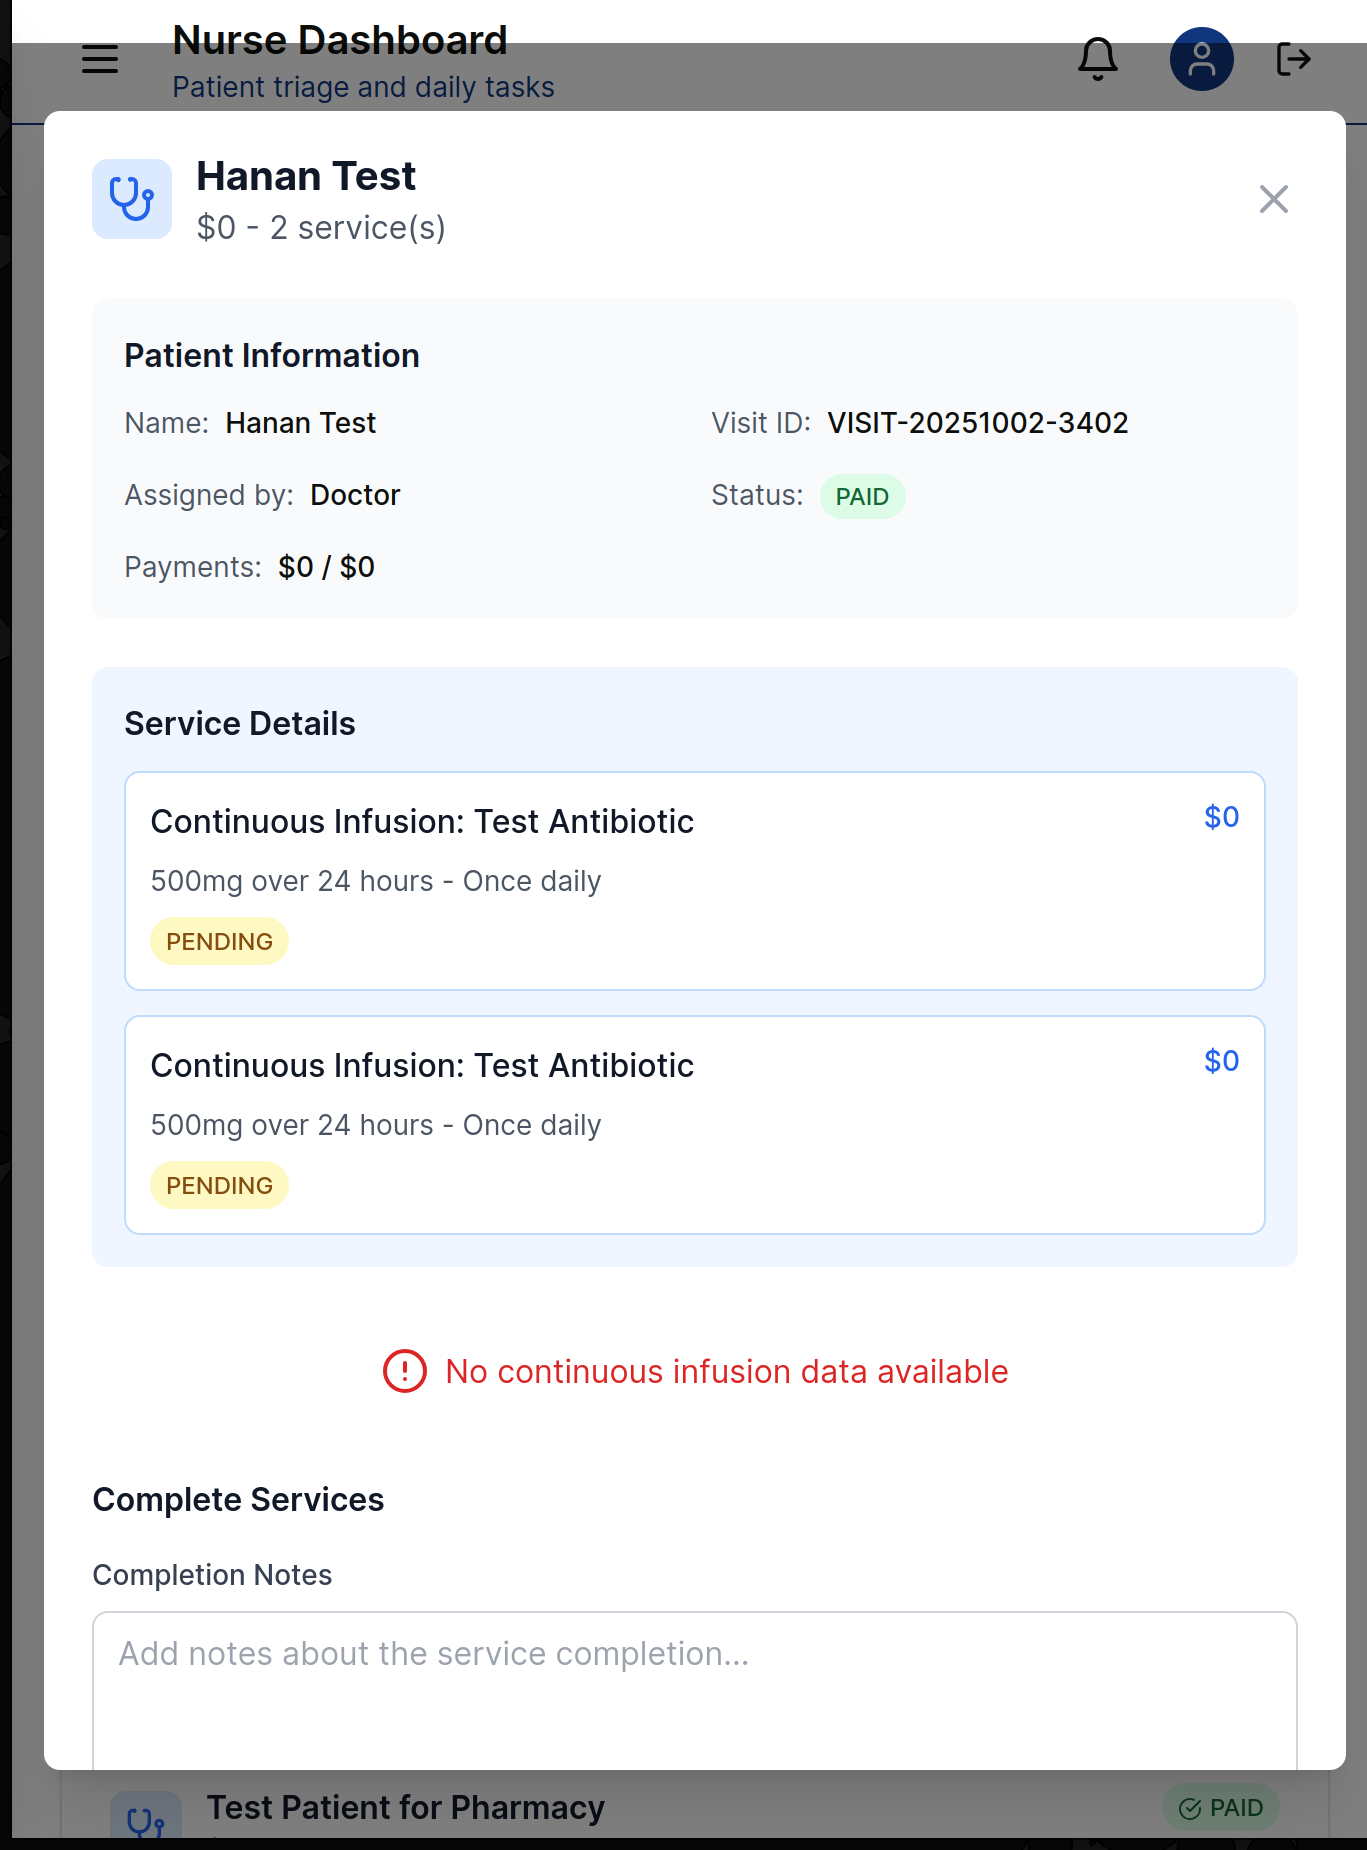 Nurse Dashboard
Patient triage and daily tasks
Hanan Test
$0 - 2 service(s)
Patient Information
Name: Hanan Test
Visit ID: VISIT-20251002-3402
Assigned by: Doctor
Status: PAID
Payments: $0 / $0
Service Details
Continuous Infusion: Test Antibiotic
$0
500mg over 24 hours - Once daily
PENDING
Continuous Infusion: Test Antibiotic
$0
500mg over 24 hours - Once daily
PENDING
No continuous infusion data available
Complete Services
Completion Notes
Add notes about the service completion...
Test Patient for Pharmacy
PAID